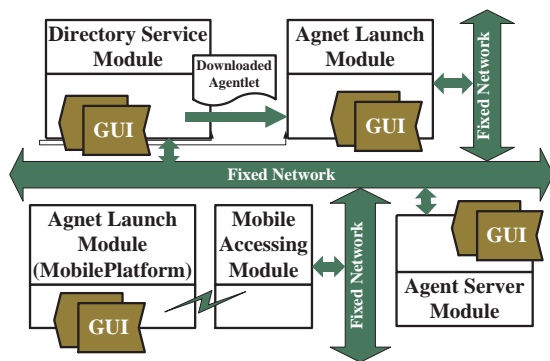 Directory Service
Module
Downloaded
Agentlet
Agnet Launch
Module
GUI
GUI
Fixed Network
Fixed Network
Agnet Launch
Module
(MobilePlatform)
GUI
Mobile
Accessing
Module
Fixed Network
GUI
Agent Server
Module